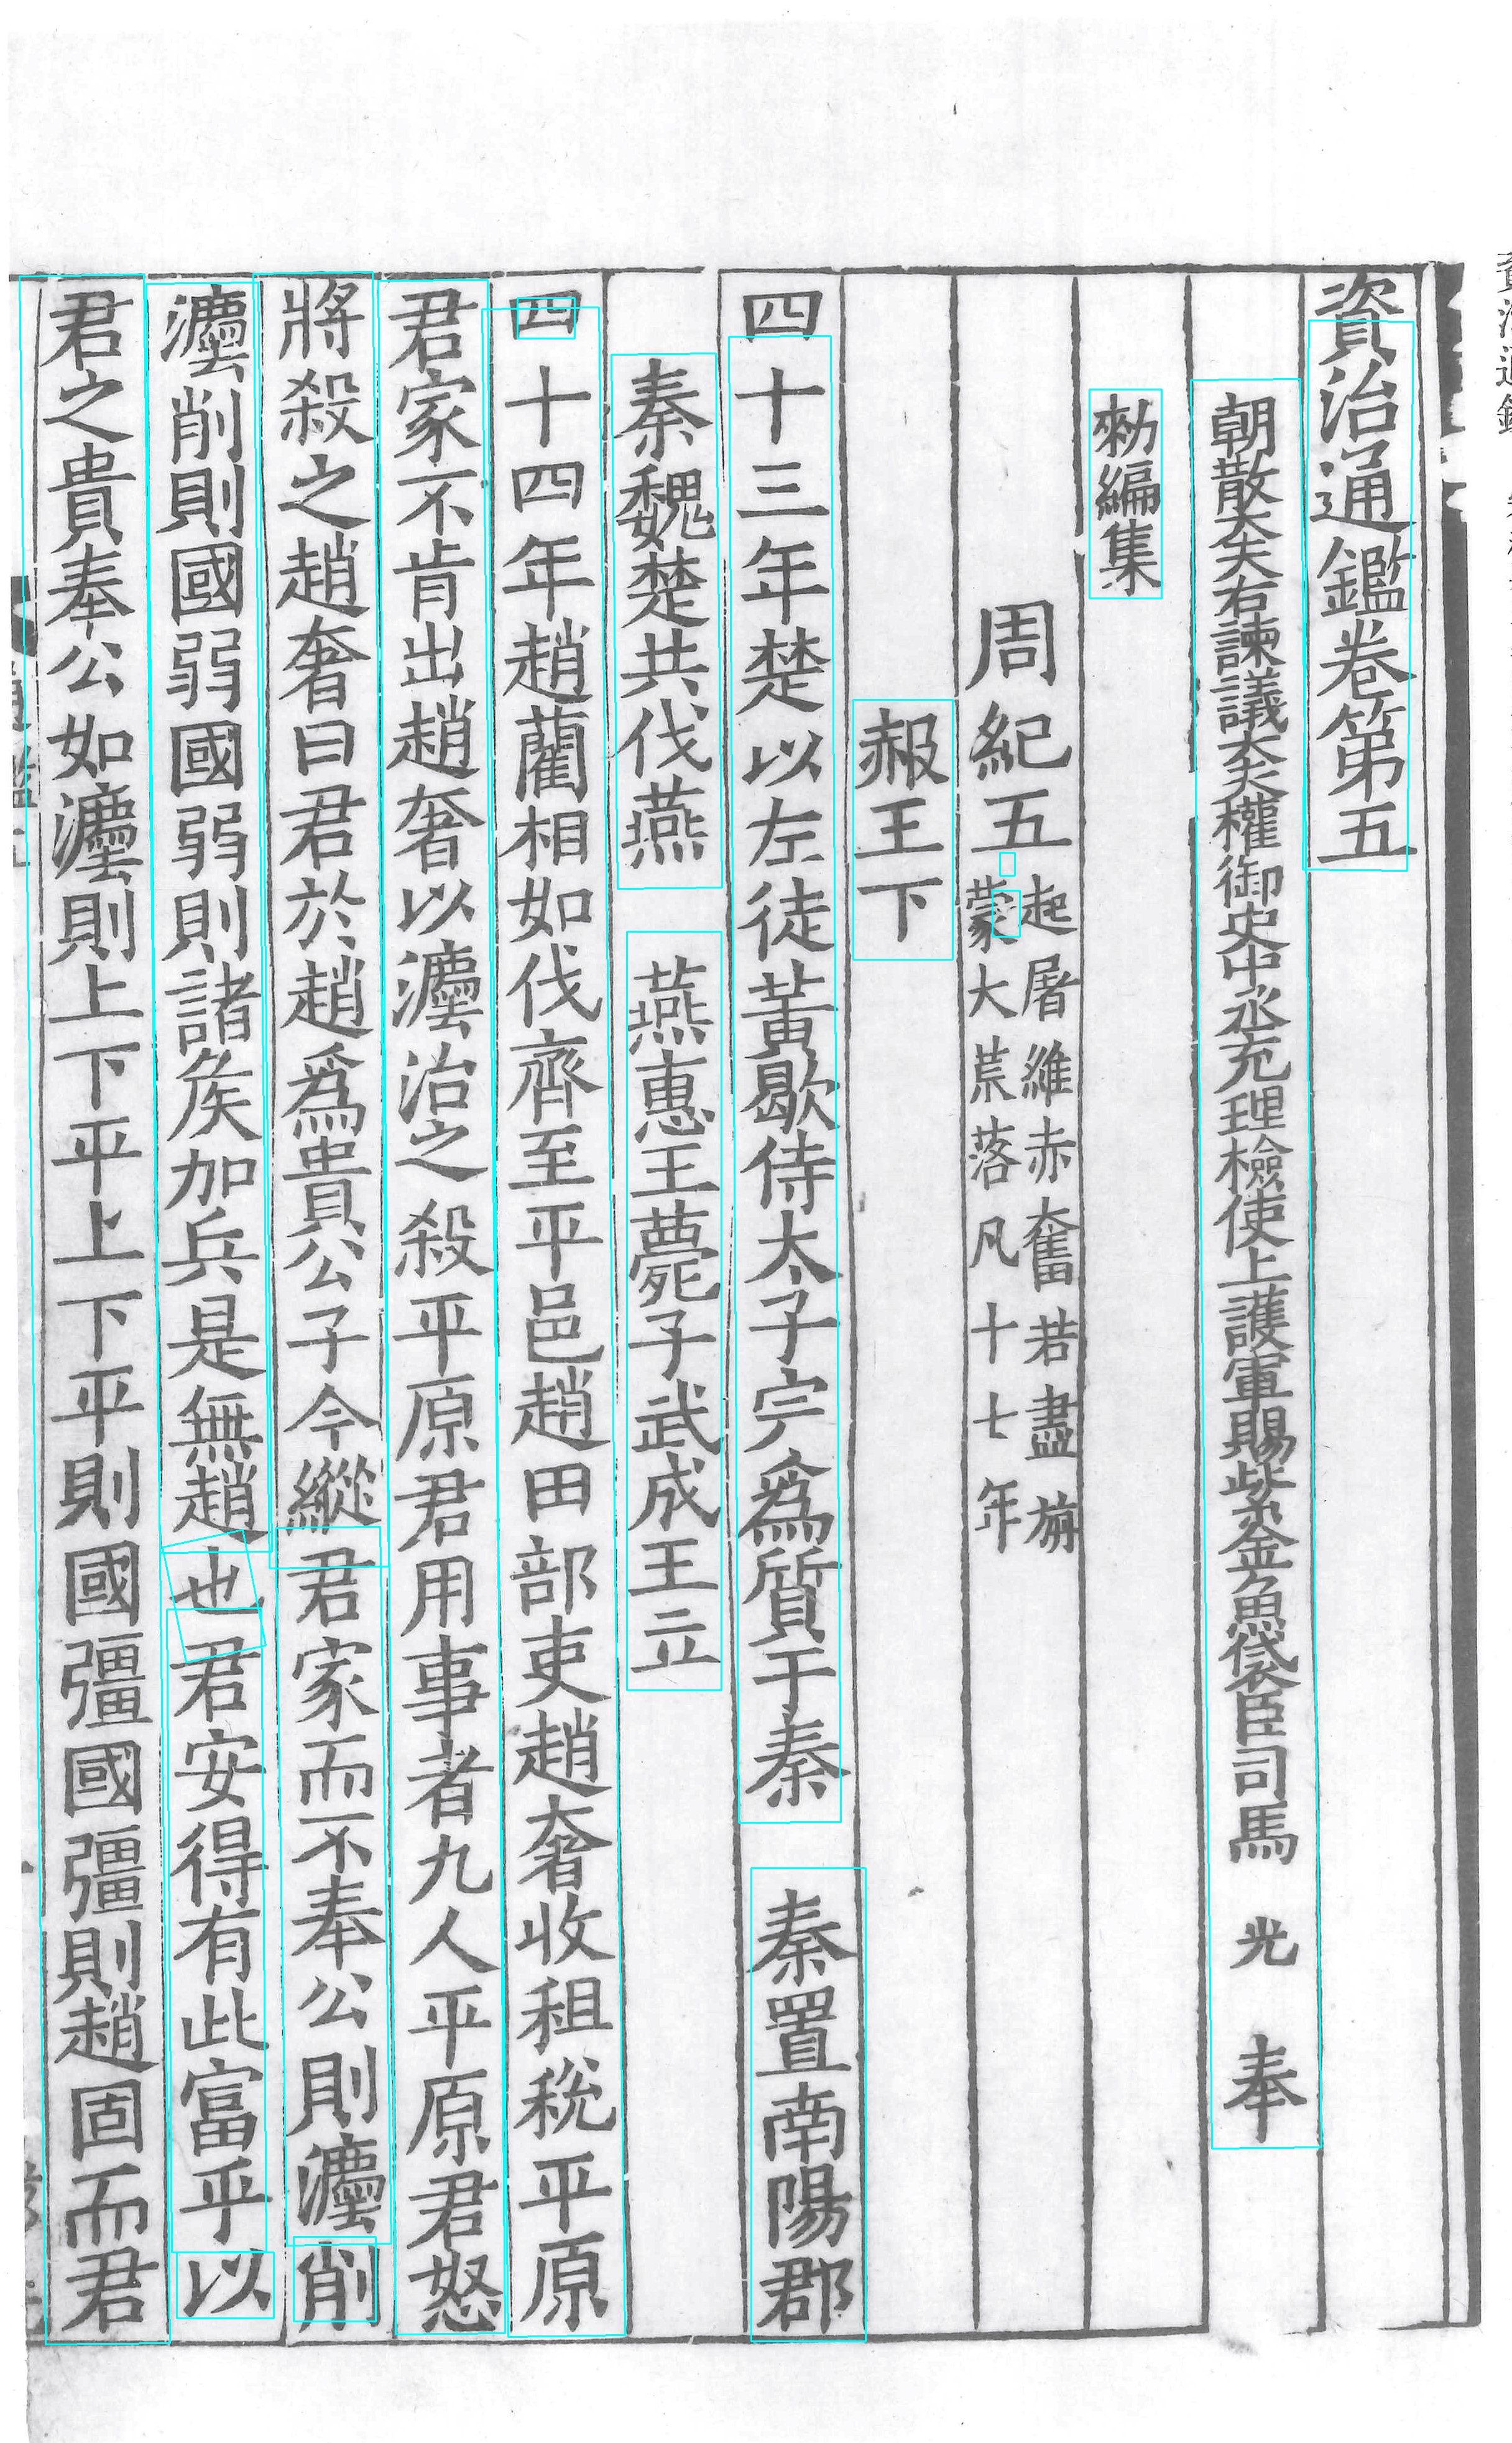 資治通鑑卷第五
朝散大夫右諫議大夫權御史中丞充理檢使上護軍賜紫金魚袋臣司馬 光 奉
勑編集
周紀五 起屠維赤奮若盡旃
蒙大荒落凡十七年
赧王下
四十三年楚以左徒黃歇侍太子完爲質于秦 秦置南陽郡
秦魏楚共伐燕 燕惠王薨子武成王立
四十四年趙藺相如伐齊至平邑趙田部吏趙奢收租稅平原
君家不肯出趙奢以灋治之殺平原君用事者九人平原君怒
將殺之趙奢曰君於趙爲貴公子今縱君家而不奉公則灋削
灋削則國弱國弱則諸矦加兵是無趙也君安得有此富乎以
君之貴奉公如灋則上下平上下平則國彊國彊則趙固而君